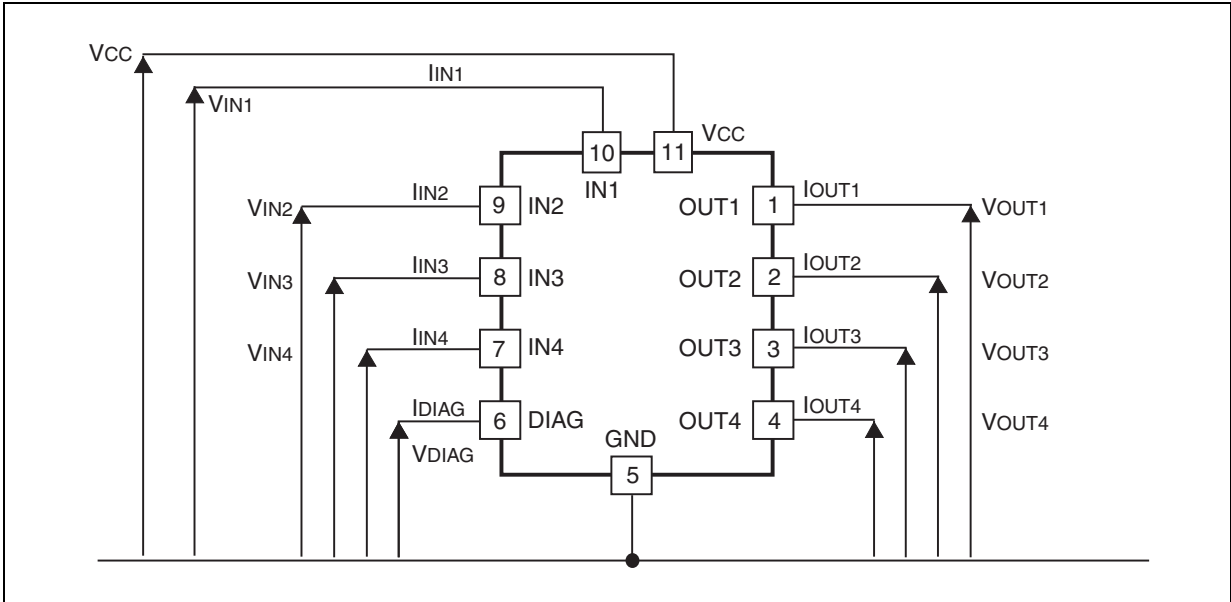 VCC
IIN1
VIN1
VCC
10
11
IN1
VIN2
IIN2
9
IN2
OUT1
1
IOUT1
VOUT1
VIN3
IIN3
8
IN3
OUT2
2
IOUT2
VOUT2
VIN4
IIN4
7
IN4
OUT3
3
IOUT3
VOUT3
IDIAG
6
DIAG
OUT4
4
IOUT4
VOUT4
VDIAG
GND
5